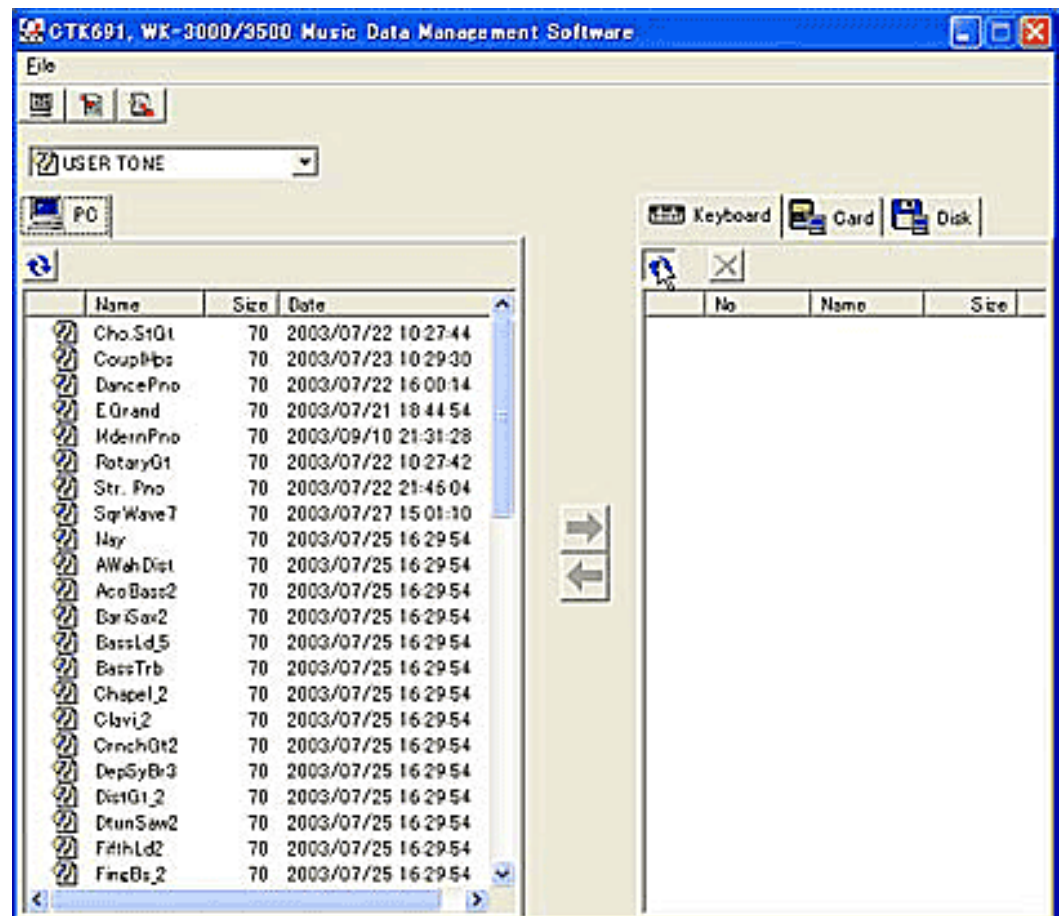 CTK691, WK-3000/3500 Music Data Management Software
File
USER TONE
PC
Keyboard Card Disk
Name Size Date
No Name Size
Cho.StGt 70 2003/07/22 10:27:44
CouplHps 70 2003/07/23 10:29:30
DancePno 70 2003/07/22 16:00:14
E.Grand 70 2003/07/21 18:44:54
MdernPno 70 2003/09/10 21:31:28
RotaryGt 70 2003/07/22 10:27:42
Str. Pno 70 2003/07/22 21:46:04
SqrWave7 70 2003/07/27 15:01:10
Nay 70 2003/07/25 16:29:54
AWahDist 70 2003/07/25 16:29:54
AcoBass2 70 2003/07/25 16:29:54
BariSax2 70 2003/07/25 16:29:54
BassLd_5 70 2003/07/25 16:29:54
BassTrb 70 2003/07/25 16:29:54
Chapel_2 70 2003/07/25 16:29:54
Clavi_2 70 2003/07/25 16:29:54
CrnchGt2 70 2003/07/25 16:29:54
DepSyBr3 70 2003/07/25 16:29:54
DistGt_2 70 2003/07/25 16:29:54
DtunSaw2 70 2003/07/25 16:29:54
FifthLd2 70 2003/07/25 16:29:54
FingBs_2 70 2003/07/25 16:29:54